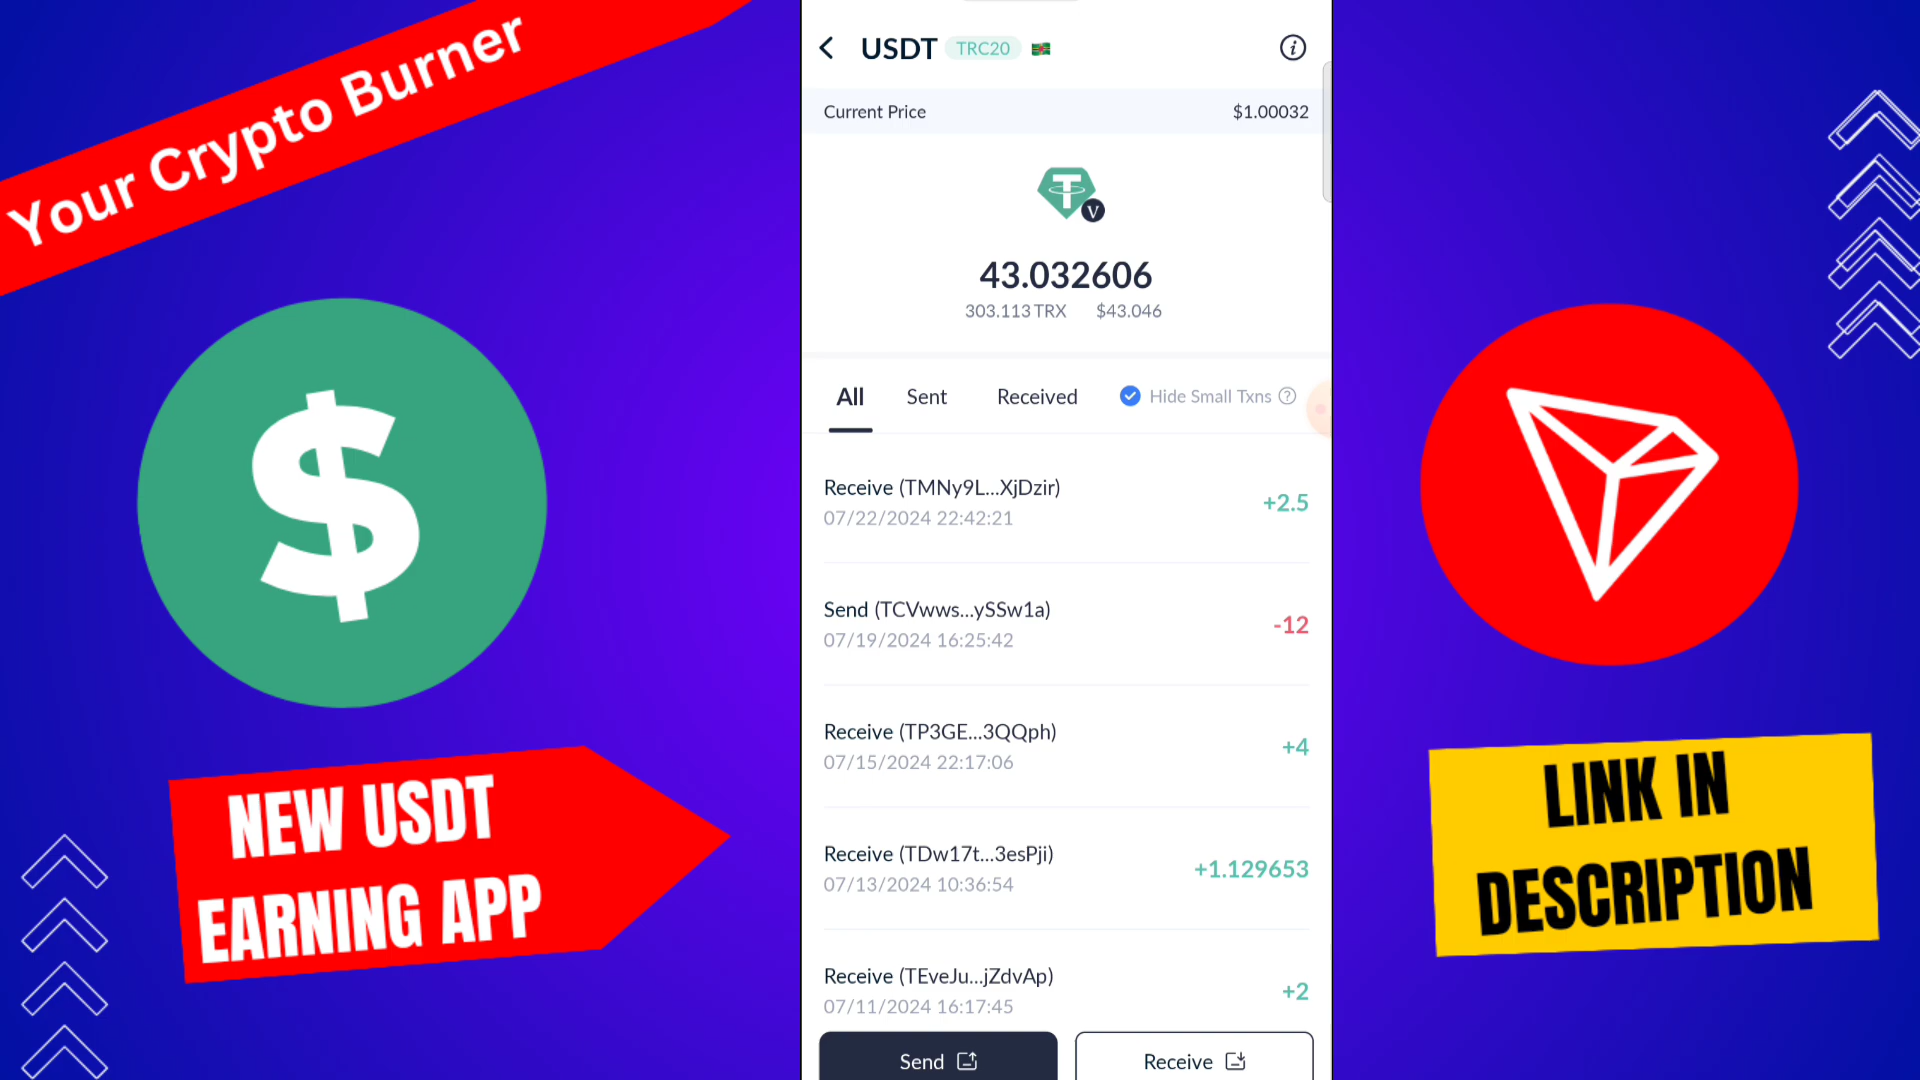 Your Crypto Burner
USDT TRC20
Current Price $1.00032
V
43.032606
303.113 TRX $43.046
All Sent Received Hide Small Txns ?
Receive (TMNy9L...XjDzir)
07/22/2024 22:42:21
+2.5
Send (TCVwws...ySSw1a)
07/19/2024 16:25:42
-12
Receive (TP3GE...3QQph)
07/15/2024 22:17:06
+4
Receive (TDw17t...3esPji)
07/13/2024 10:36:54
+1.129653
Receive (TEveJu...jZdvAp)
07/11/2024 16:17:45
+2
Send Receive
$
NEW USDT
EARNING APP
LINK IN
DESCRIPTION